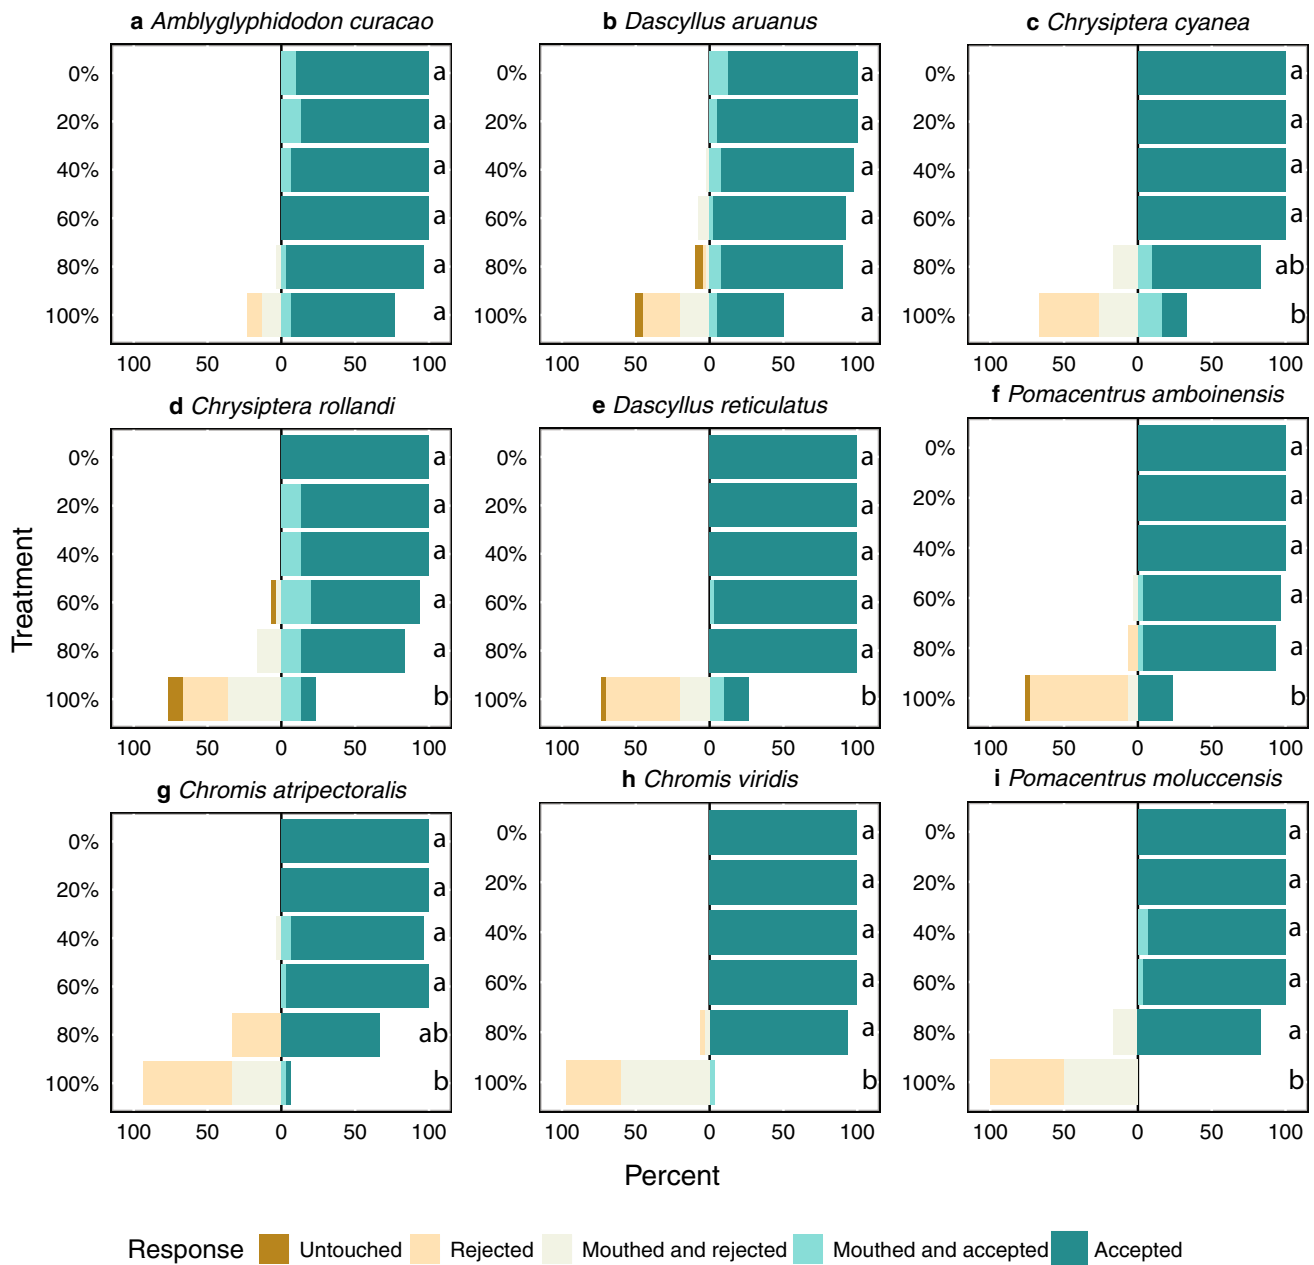 a Amblyglyphidodon curacao
0% a
20% a
40% a
60% a
80% a
100% a
100 50 0 50 100
b Dascyllus aruanus
0% a
20% a
40% a
60% a
80% a
100% a
100 50 0 50 100
c Chrysiptera cyanea
0% a
20% a
40% a
60% a
80% ab
100% b
100 50 0 50 100
d Chrysiptera rollandi
0% a
20% a
40% a
60% a
80% a
100% b
100 50 0 50 100
e Dascyllus reticulatus
0% a
20% a
40% a
60% a
80% a
100% b
100 50 0 50 100
f Pomacentrus amboinensis
0% a
20% a
40% a
60% a
80% a
100% b
100 50 0 50 100
g Chromis atripectoralis
0% a
20% a
40% a
60% a
80% ab
100% b
100 50 0 50 100
h Chromis viridis
0% a
20% a
40% a
60% a
80% a
100% b
100 50 0 50 100
i Pomacentrus moluccensis
0% a
20% a
40% a
60% a
80% a
100% b
100 50 0 50 100
Treatment
Percent
Response Untouched Rejected Mouthed and rejected Mouthed and accepted Accepted